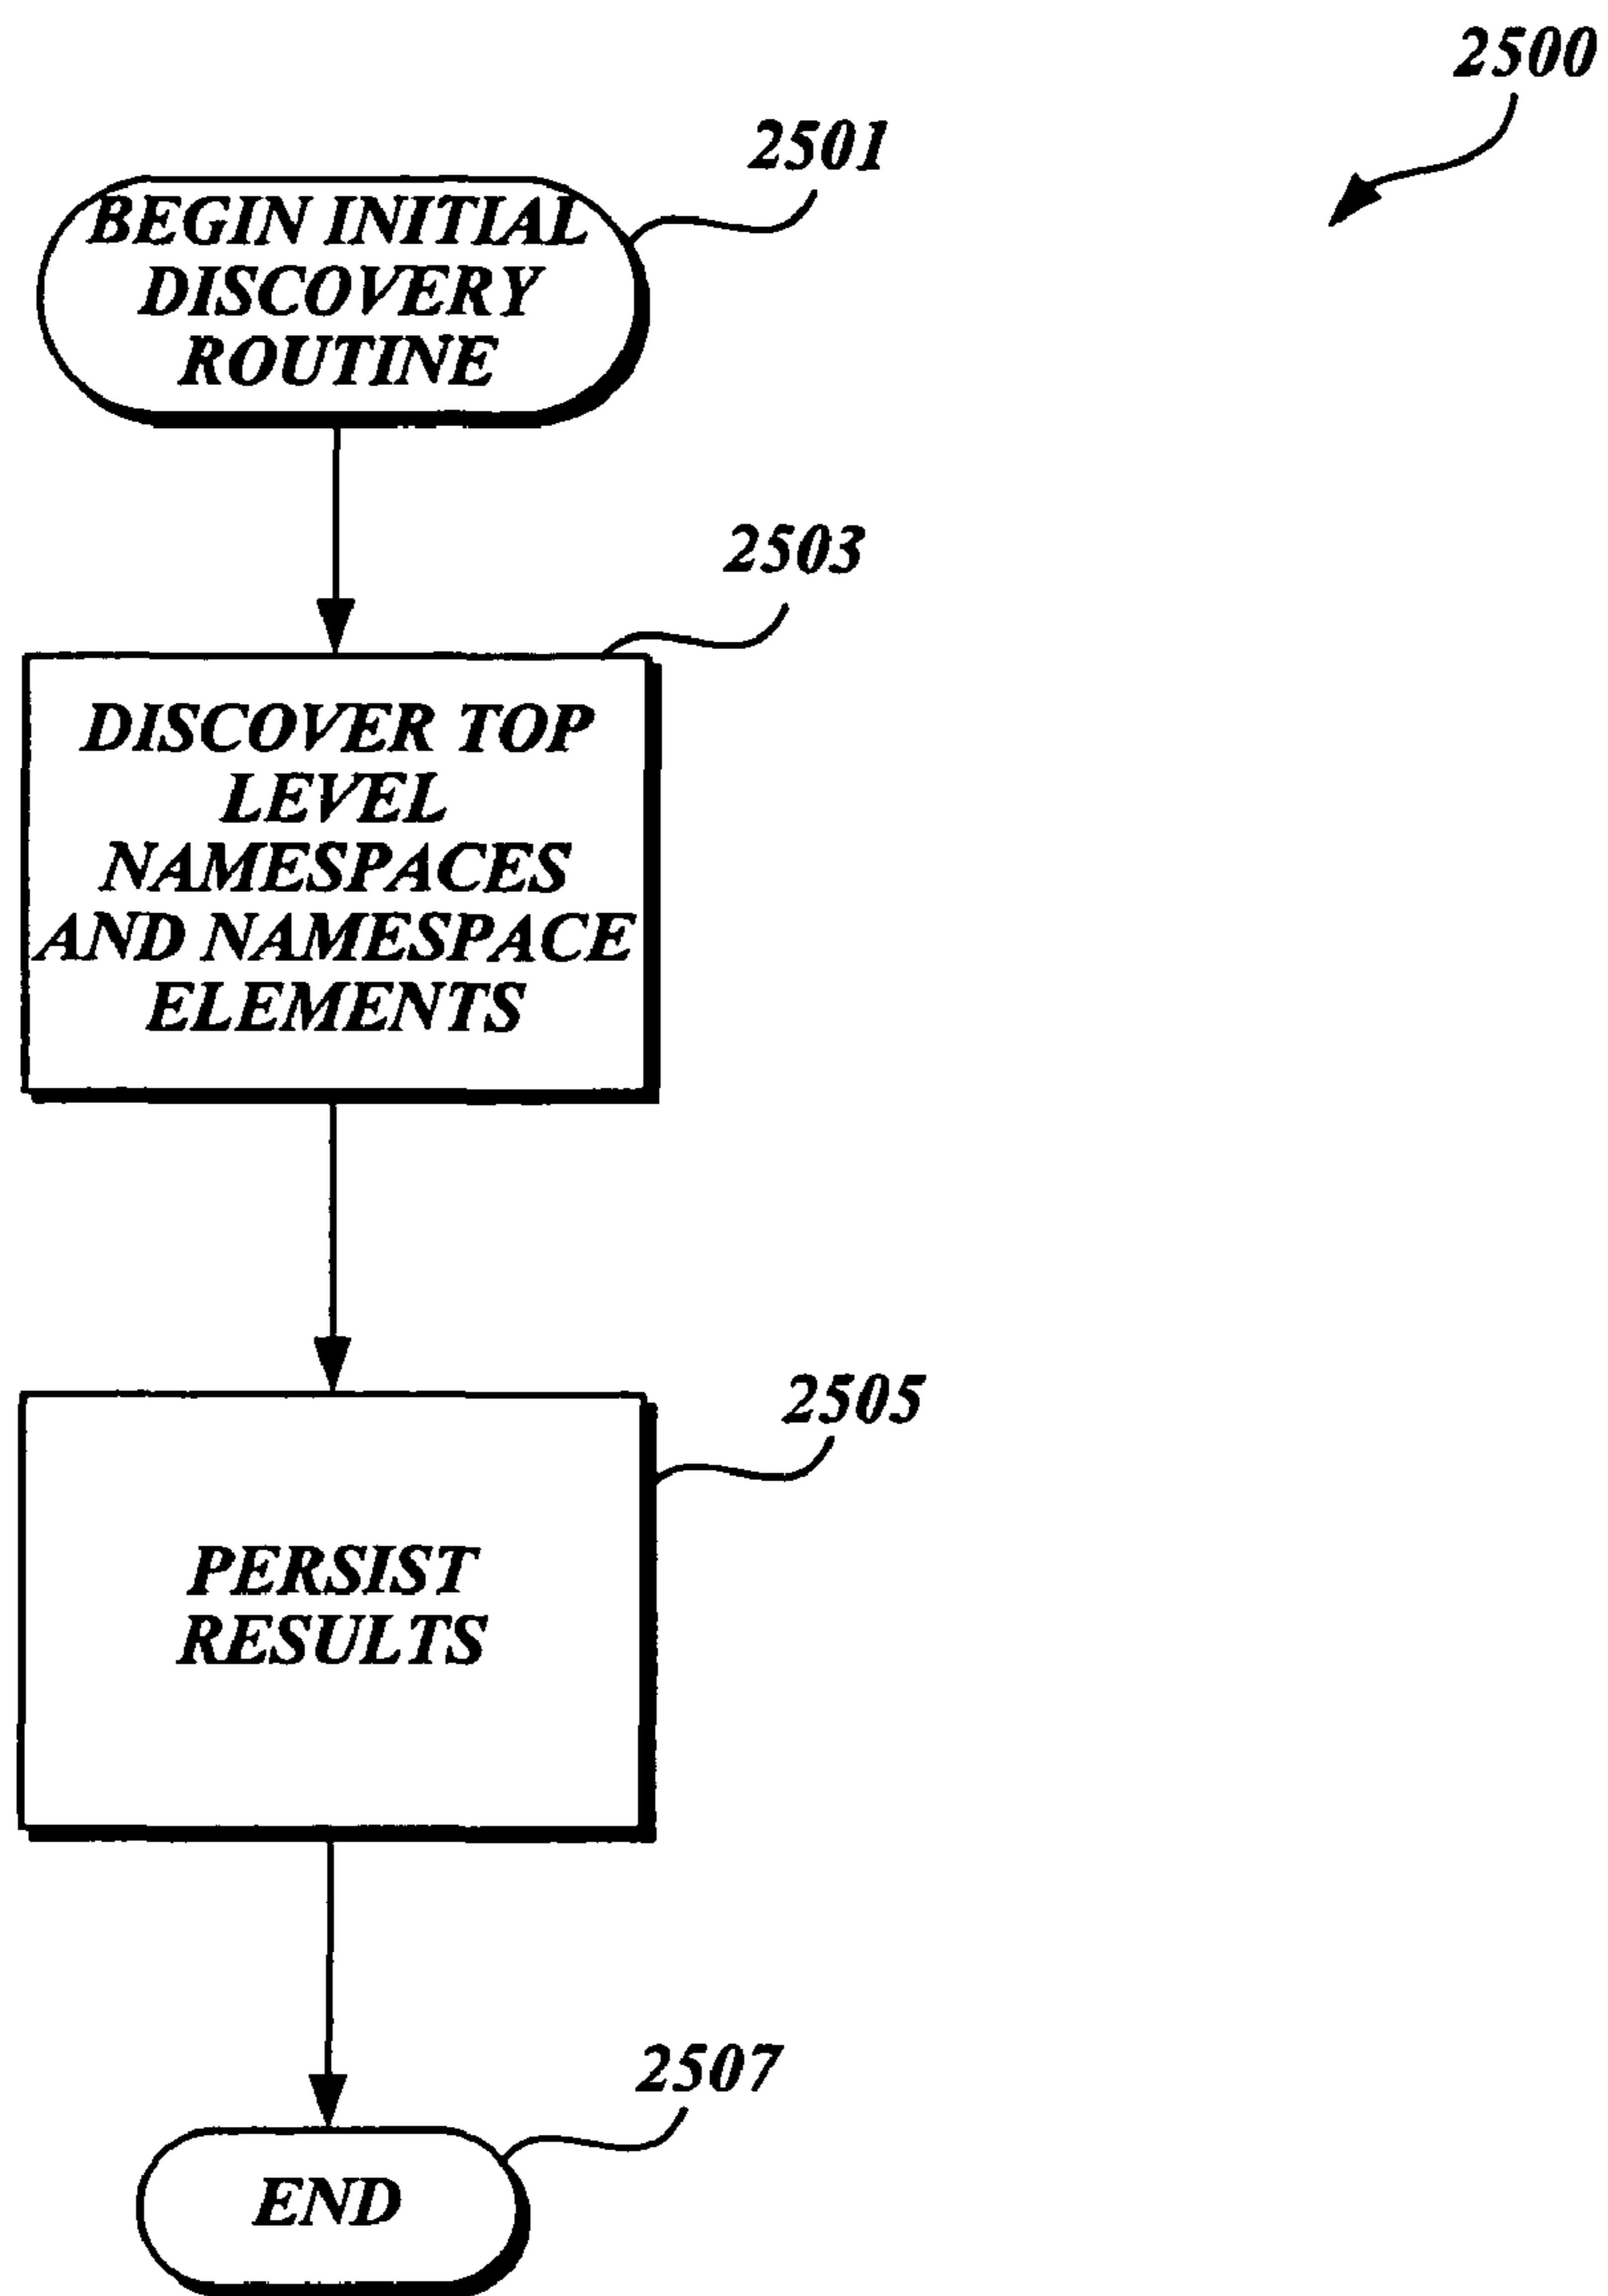 2500
2501
BEGIN INITIAL
DISCOVERY
ROUTINE
2503
DISCOVER TOP
LEVEL
NAMESPACES
AND NAMESPACE
ELEMENTS
2505
PERSIST
RESULTS
2507
END